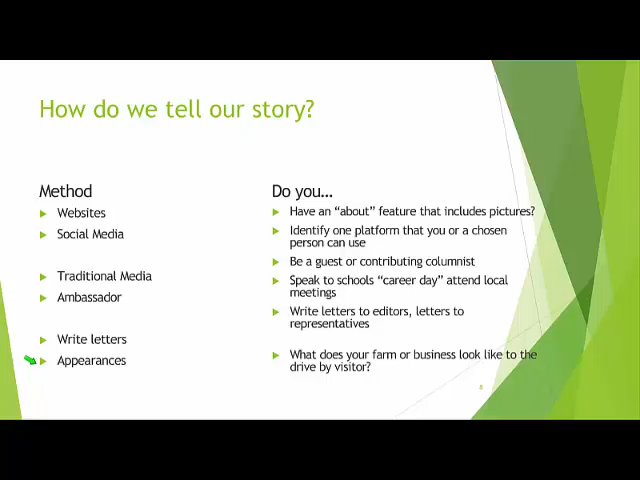 How do we tell our story?
Method
Websites
Social Media
Traditional Media
Ambassador
Write letters
Appearances
Do you...
Have an “about” feature that includes pictures?
Identify one platform that you or a chosen
person can use
Be a guest or contributing columnist
Speak to schools “career day” attend local
meetings
Write letters to editors, letters to
representatives
What does your farm or business look like to the
drive by visitor?
6